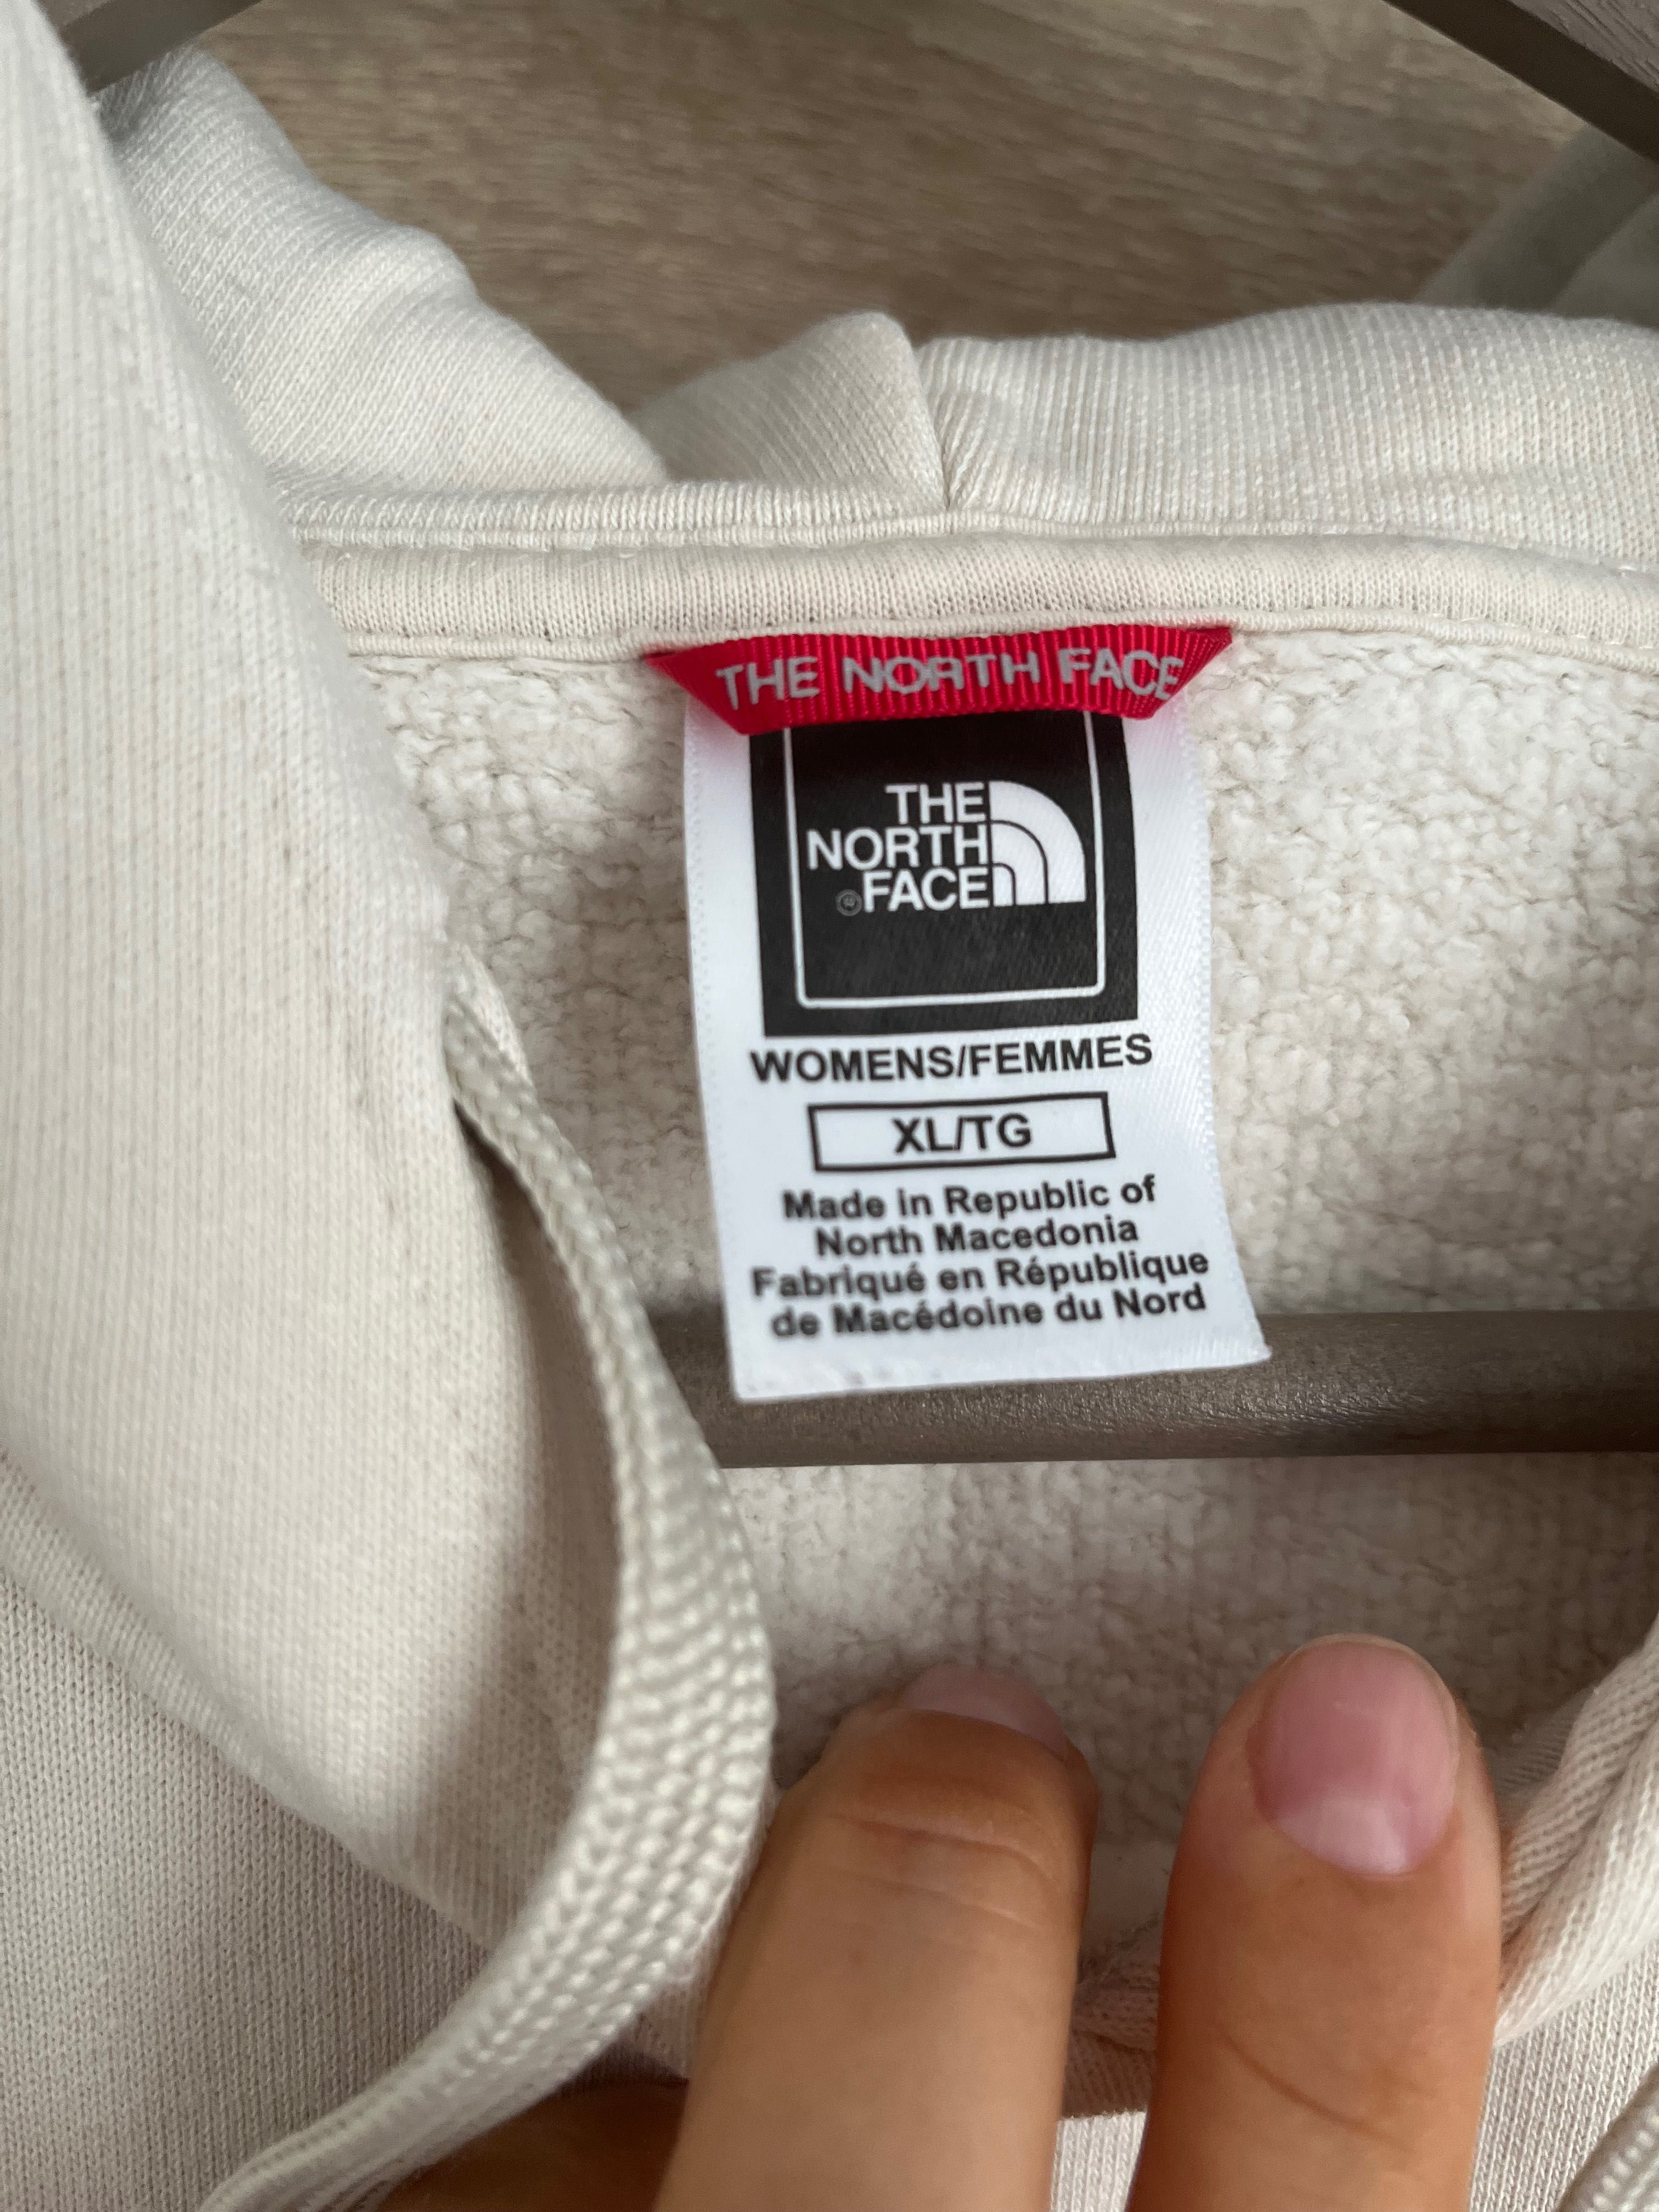 THE NORTH FACE
THE
NORTH
FACE
WOMENS/FEMMES
XL/TG
Made in Republic of
North Macedonia
Fabriqué en République
de Macédoine du Nord